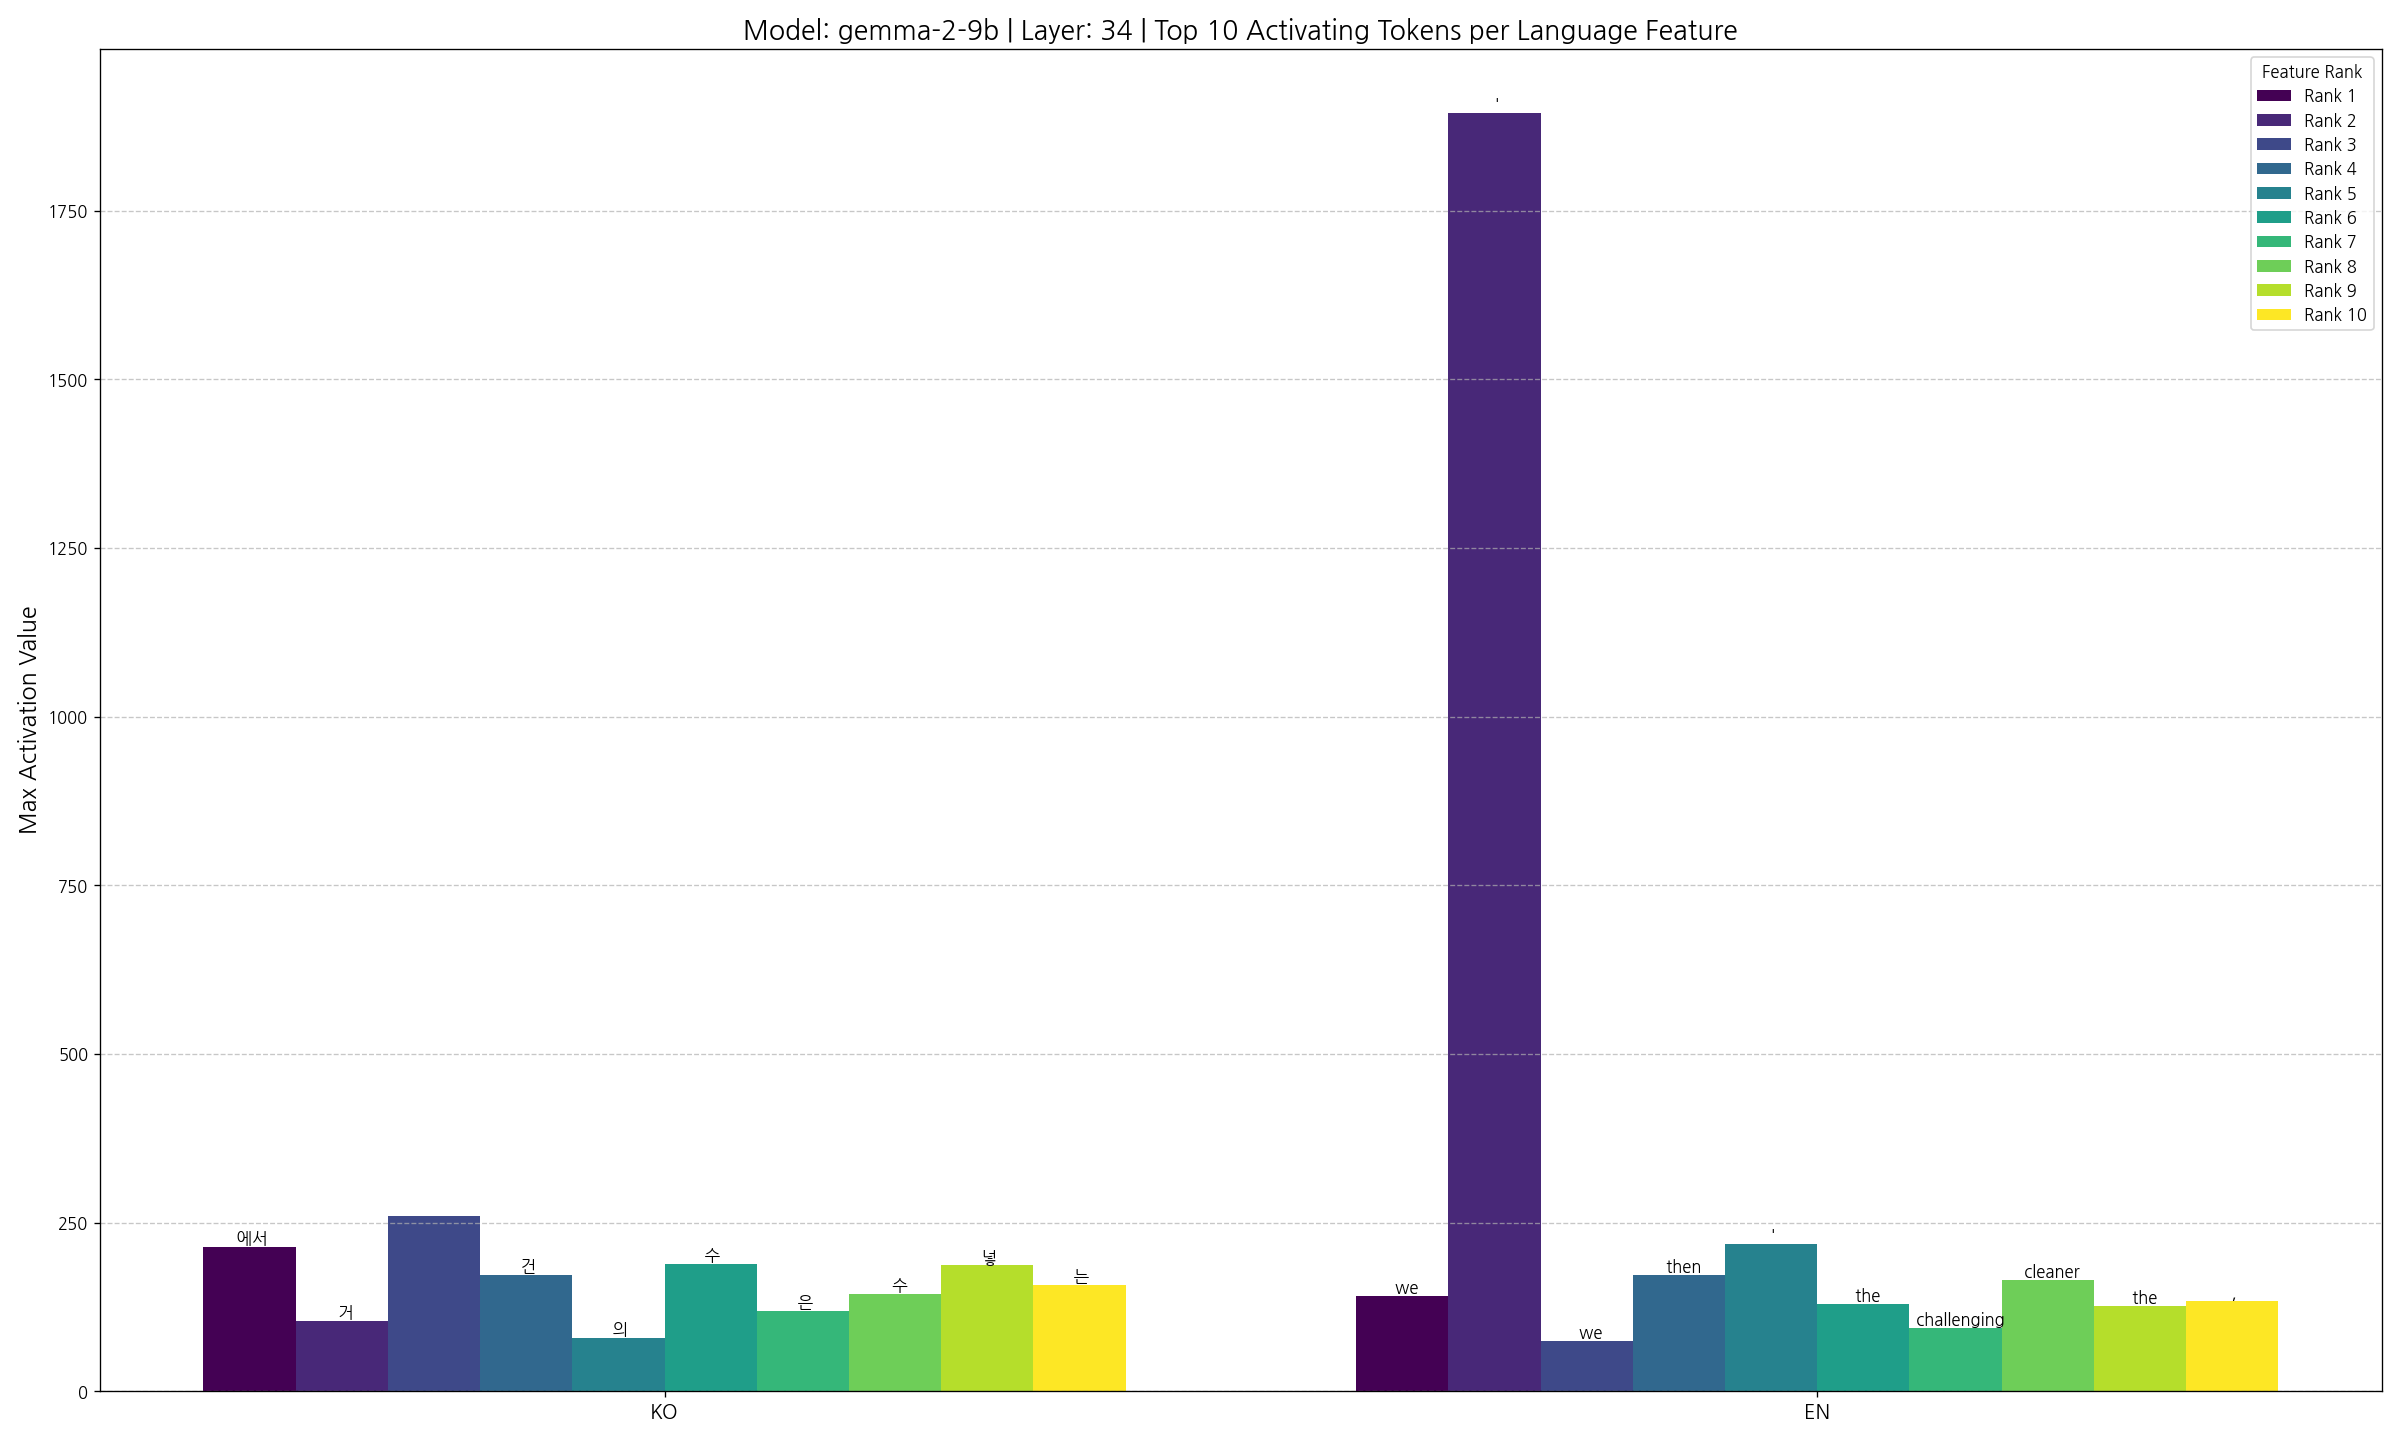 Model: gemma-2-9b | Layer: 34 | Top 10 Activating Tokens per Language Feature
Feature Rank
Rank 1
Rank 2
Rank 3
Rank 4
Rank 5
Rank 6
Rank 7
Rank 8
Rank 9
Rank 10
Max Activation Value
1750
1500
1250
1000
750
500
250
0
에서
거
건
의
수
은
수
넣
는
we
'
we
then
'
the
challenging
cleaner
the
,
KO
EN